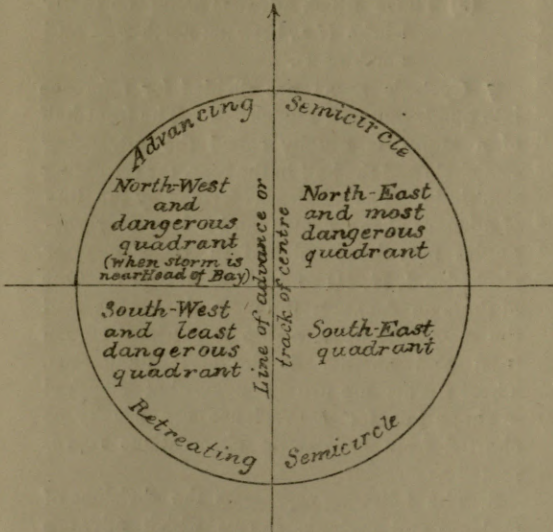 Advancing Semicircle
North-West
and
dangerous
quadrant
(when storm is
near Head of Bay)
North-East
and most
dangerous
quadrant
Line of advance or
track of centre
South-West
and least
dangerous
quadrant
South-East
quadrant
Retreating Semicircle